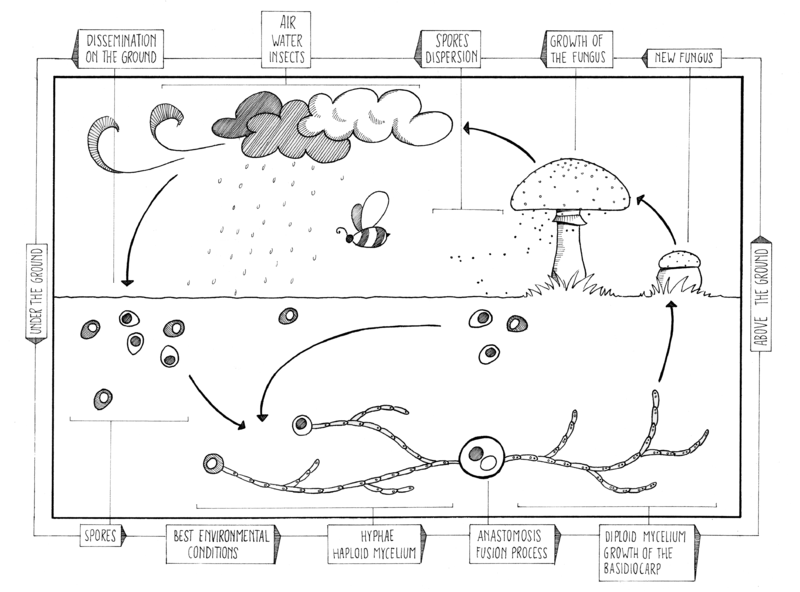 DISSEMINATION
ON THE GROUND
AIR
WATER
INSECTS
SPORES
DISPERSION
GROWTH OF
THE FUNGUS
NEW FUNGUS
UNDER THE GROUND
ABOVE THE GROUND
SPORES
BEST ENVIRONMENTAL
CONDITIONS
HYPHAE
HAPLOID MYCELIUM
ANASTOMOSIS
FUSION PROCESS
DIPLOID MYCELIUM
GROWTH OF THE
BASIDIOCARP